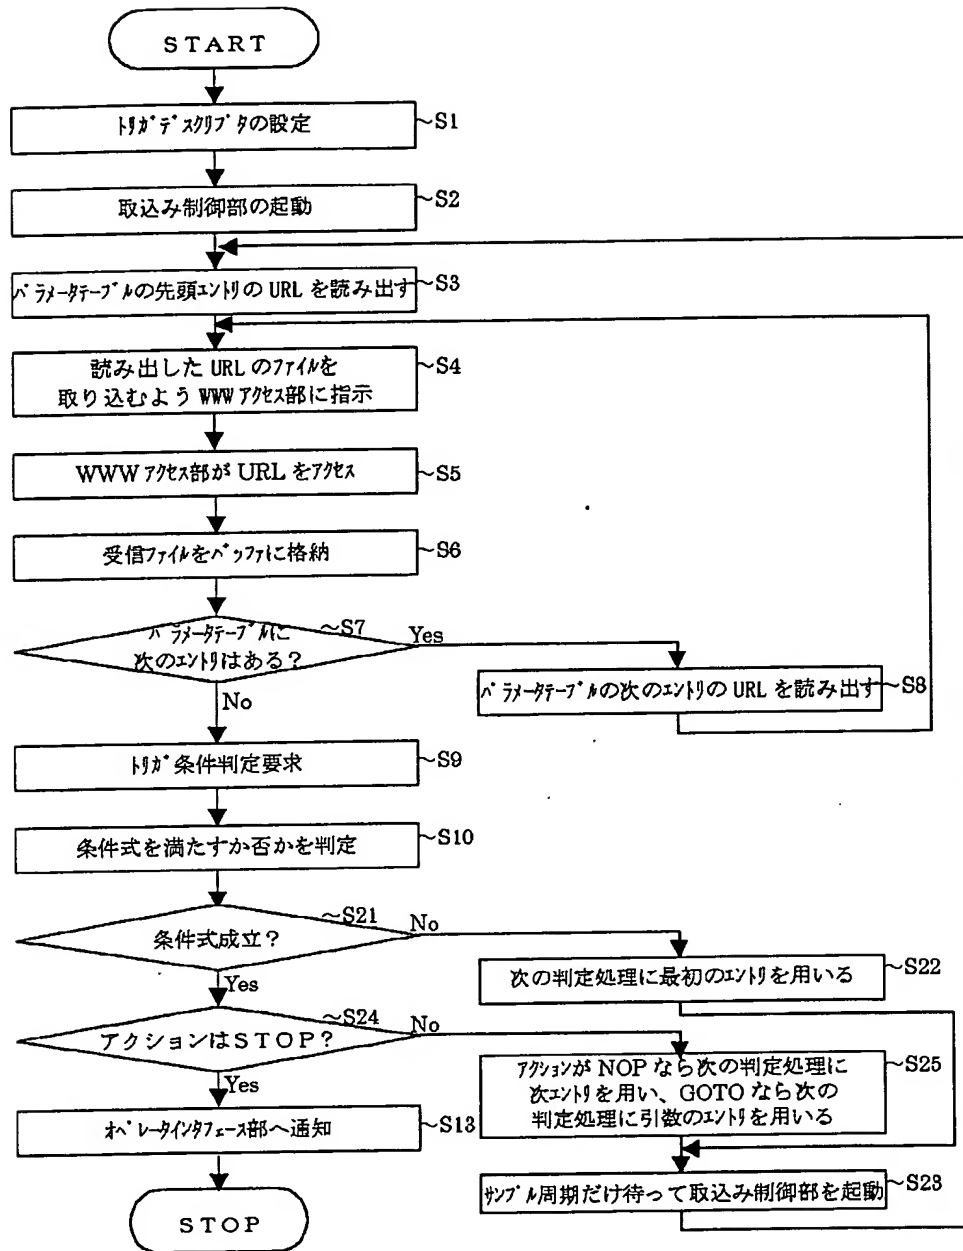 START
トリガデスクリプタの設定
~S1
取込み制御部の起動
~S2
パラメータテーブルの先頭エントリの URL を読み出す
~S3
読み出した URL のファイルを
取り込むよう WWW アクセス部に指示
~S4
WWW アクセス部が URL をアクセス
~S5
受信ファイルをバッファに格納
~S6
パラメータテーブルに
次のエントリはある?
~S7
Yes
No
パラメータテーブルの次のエントリの URL を読み出す
~S8
トリガ条件判定要求
~S9
条件式を満たすか否かを判定
~S10
条件式成立?
~S21
No
Yes
次の判定処理に最初のエントリを用いる
~S22
アクションはSTOP?
~S24
No
Yes
アクションが NOP なら次の判定処理に
次エントリを用い、GOTO なら次の
判定処理に引数のエントリを用いる
~S25
オペレータインタフェース部へ通知
~S13
サンプル周期だけ待って取込み制御部を起動
~S23
STOP